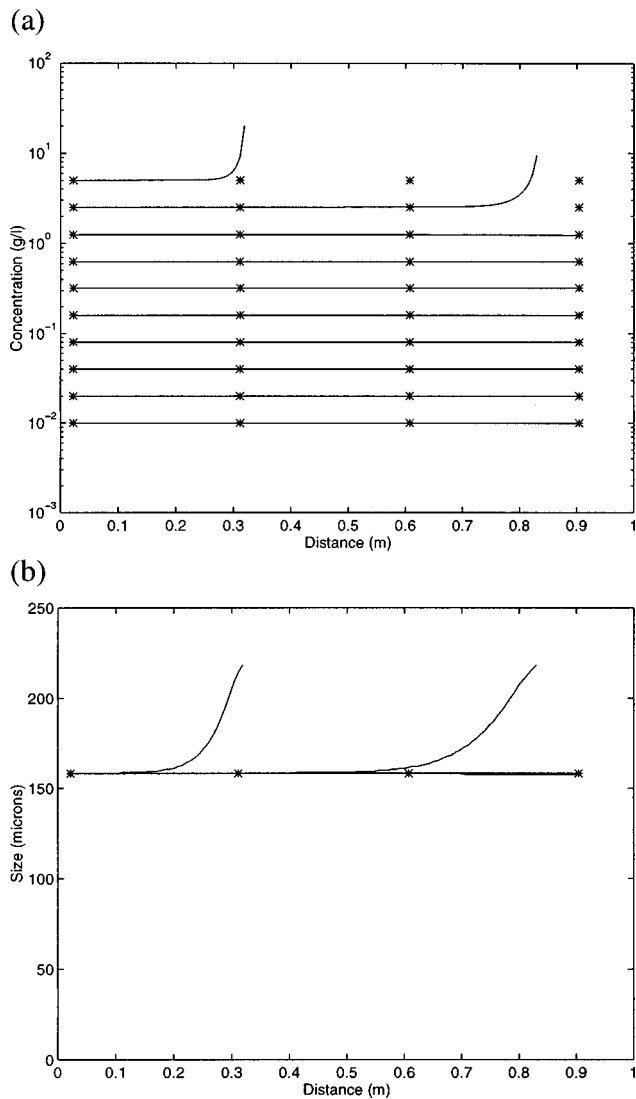 (a)
10^2
10^1
10^0
10^-1
10^-2
10^-3
Concentration (g/l)
0 0.1 0.2 0.3 0.4 0.5 0.6 0.7 0.8 0.9 1
Distance (m)
(b)
250
200
150
100
50
0
Size (microns)
0 0.1 0.2 0.3 0.4 0.5 0.6 0.7 0.8 0.9 1
Distance (m)